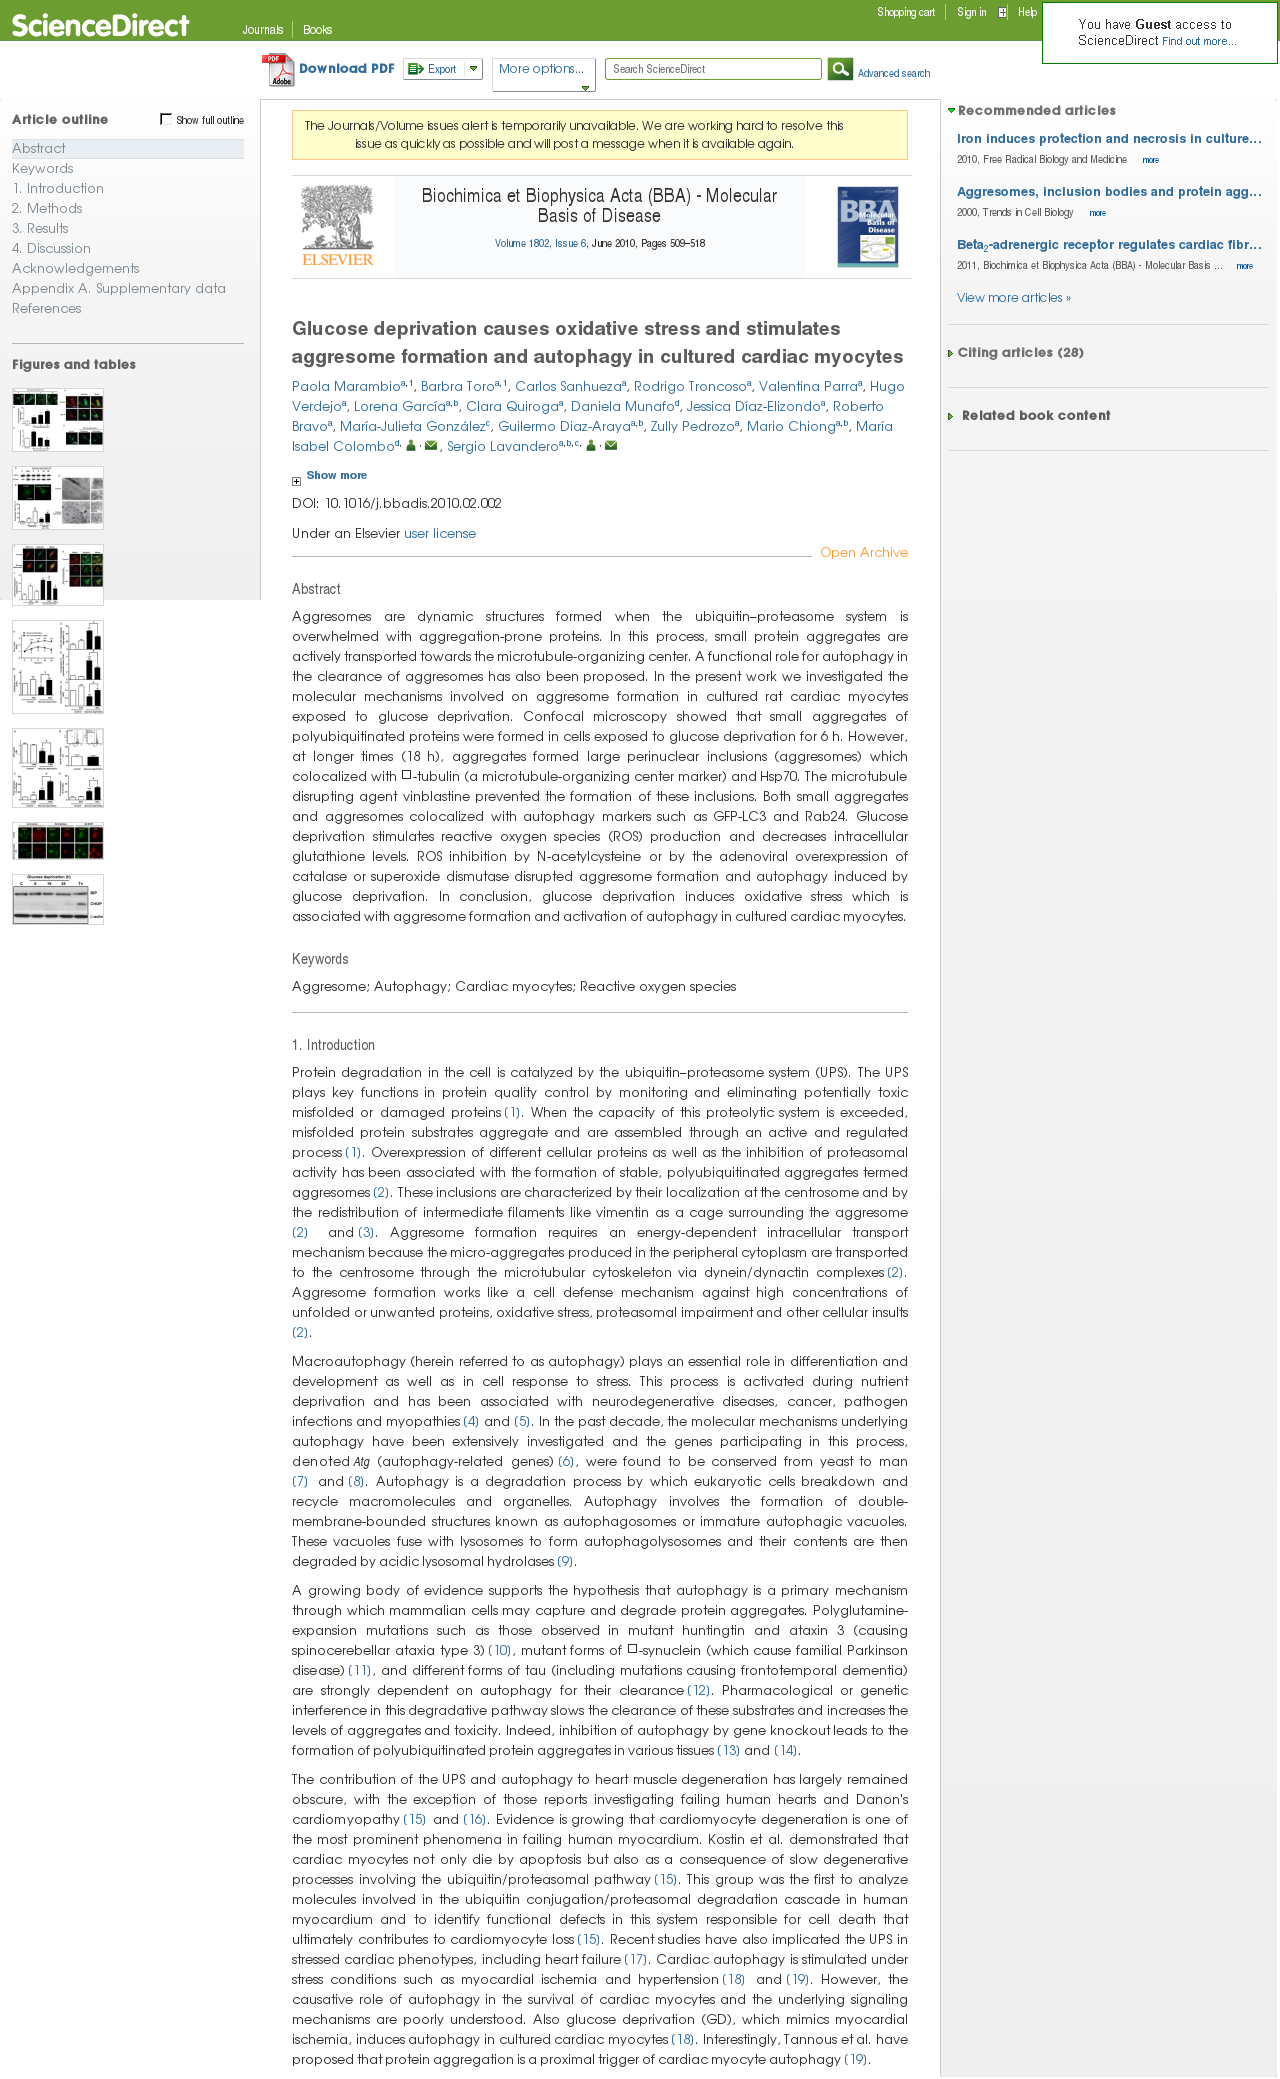 ScienceDirect
Journals
Books
Shopping cart
Sign in
Help
You have Guest access to
ScienceDirect Find out more...
Download PDF
Export
More options...
Search ScienceDirect
Advanced search
Article outline
Show full outline
Abstract
Keywords
1. Introduction
2. Methods
3. Results
4. Discussion
Acknowledgements
Appendix A. Supplementary data
References
Figures and tables
Glucose deprivation (h)
The Journals/Volume issues alert is temporarily unavailable. We are working hard to resolve this
issue as quickly as possible and will post a message when it is available again.
ELSEVIER
Biochimica et Biophysica Acta (BBA) - Molecular
Basis of Disease
Volume 1802, Issue 6, June 2010, Pages 509–518
BBA
Molecular
Basis of
Disease
Glucose deprivation causes oxidative stress and stimulates
aggresome formation and autophagy in cultured cardiac myocytes
Paola Marambioa, 1, Barbra Toroa, 1, Carlos Sanhuezaa, Rodrigo Troncosoa, Valentina Parraa, Hugo
Verdejoa, Lorena Garcíaa, b, Clara Quirogaa, Daniela Munafod, Jessica Díaz-Elizondoa, Roberto
Bravoa, María-Julieta Gonzálezc, Guilermo Diaz-Arayaa, b, Zully Pedrozoa, Mario Chionga, b, María
Isabel Colombod, , , Sergio Lavanderoa, b, c, ,
Show more
DOI: 10.1016/j.bbadis.2010.02.002
Under an Elsevier user license
Open Archive
Abstract
Aggresomes are dynamic structures formed when the ubiquitin–proteasome system is
overwhelmed with aggregation-prone proteins. In this process, small protein aggregates are
actively transported towards the microtubule-organizing center. A functional role for autophagy in
the clearance of aggresomes has also been proposed. In the present work we investigated the
molecular mechanisms involved on aggresome formation in cultured rat cardiac myocytes
exposed to glucose deprivation. Confocal microscopy showed that small aggregates of
polyubiquitinated proteins were formed in cells exposed to glucose deprivation for 6 h. However,
at longer times (18 h), aggregates formed large perinuclear inclusions (aggresomes) which
colocalized with □-tubulin (a microtubule-organizing center marker) and Hsp70. The microtubule
disrupting agent vinblastine prevented the formation of these inclusions. Both small aggregates
and aggresomes colocalized with autophagy markers such as GFP-LC3 and Rab24. Glucose
deprivation stimulates reactive oxygen species (ROS) production and decreases intracellular
glutathione levels. ROS inhibition by N-acetylcysteine or by the adenoviral overexpression of
catalase or superoxide dismutase disrupted aggresome formation and autophagy induced by
glucose deprivation. In conclusion, glucose deprivation induces oxidative stress which is
associated with aggresome formation and activation of autophagy in cultured cardiac myocytes.
Keywords
Aggresome; Autophagy; Cardiac myocytes; Reactive oxygen species
1. Introduction
Protein degradation in the cell is catalyzed by the ubiquitin–proteasome system (UPS). The UPS
plays key functions in protein quality control by monitoring and eliminating potentially toxic
misfolded or damaged proteins [1]. When the capacity of this proteolytic system is exceeded,
misfolded protein substrates aggregate and are assembled through an active and regulated
process [1]. Overexpression of different cellular proteins as well as the inhibition of proteasomal
activity has been associated with the formation of stable, polyubiquitinated aggregates termed
aggresomes [2]. These inclusions are characterized by their localization at the centrosome and by
the redistribution of intermediate filaments like vimentin as a cage surrounding the aggresome
[2] and [3]. Aggresome formation requires an energy-dependent intracellular transport
mechanism because the micro-aggregates produced in the peripheral cytoplasm are transported
to the centrosome through the microtubular cytoskeleton via dynein/dynactin complexes [2].
Aggresome formation works like a cell defense mechanism against high concentrations of
unfolded or unwanted proteins, oxidative stress, proteasomal impairment and other cellular insults
[2].
Macroautophagy (herein referred to as autophagy) plays an essential role in differentiation and
development as well as in cell response to stress. This process is activated during nutrient
deprivation and has been associated with neurodegenerative diseases, cancer, pathogen
infections and myopathies [4] and [5]. In the past decade, the molecular mechanisms underlying
autophagy have been extensively investigated and the genes participating in this process,
denoted Atg (autophagy-related genes) [6], were found to be conserved from yeast to man
[7] and [8]. Autophagy is a degradation process by which eukaryotic cells breakdown and
recycle macromolecules and organelles. Autophagy involves the formation of double-
membrane-bounded structures known as autophagosomes or immature autophagic vacuoles.
These vacuoles fuse with lysosomes to form autophagolysosomes and their contents are then
degraded by acidic lysosomal hydrolases [9].
A growing body of evidence supports the hypothesis that autophagy is a primary mechanism
through which mammalian cells may capture and degrade protein aggregates. Polyglutamine-
expansion mutations such as those observed in mutant huntingtin and ataxin 3 (causing
spinocerebellar ataxia type 3) [10], mutant forms of □-synuclein (which cause familial Parkinson
disease) [11], and different forms of tau (including mutations causing frontotemporal dementia)
are strongly dependent on autophagy for their clearance [12]. Pharmacological or genetic
interference in this degradative pathway slows the clearance of these substrates and increases the
levels of aggregates and toxicity. Indeed, inhibition of autophagy by gene knockout leads to the
formation of polyubiquitinated protein aggregates in various tissues [13] and [14].
The contribution of the UPS and autophagy to heart muscle degeneration has largely remained
obscure, with the exception of those reports investigating failing human hearts and Danon's
cardiomyopathy [15] and [16]. Evidence is growing that cardiomyocyte degeneration is one of
the most prominent phenomena in failing human myocardium. Kostin et al. demonstrated that
cardiac myocytes not only die by apoptosis but also as a consequence of slow degenerative
processes involving the ubiquitin/proteasomal pathway [15]. This group was the first to analyze
molecules involved in the ubiquitin conjugation/proteasomal degradation cascade in human
myocardium and to identify functional defects in this system responsible for cell death that
ultimately contributes to cardiomyocyte loss [15]. Recent studies have also implicated the UPS in
stressed cardiac phenotypes, including heart failure [17]. Cardiac autophagy is stimulated under
stress conditions such as myocardial ischemia and hypertension [18] and [19]. However, the
causative role of autophagy in the survival of cardiac myocytes and the underlying signaling
mechanisms are poorly understood. Also glucose deprivation (GD), which mimics myocardial
ischemia, induces autophagy in cultured cardiac myocytes [18]. Interestingly, Tannous et al. have
proposed that protein aggregation is a proximal trigger of cardiac myocyte autophagy [19].
Recommended articles
Iron induces protection and necrosis in culture...
2010, Free Radical Biology and Medicine more
Aggresomes, inclusion bodies and protein agg...
2000, Trends in Cell Biology more
Beta2-adrenergic receptor regulates cardiac fibr...
2011, Biochimica et Biophysica Acta (BBA) - Molecular Basis ... more
View more articles »
Citing articles (28)
Related book content